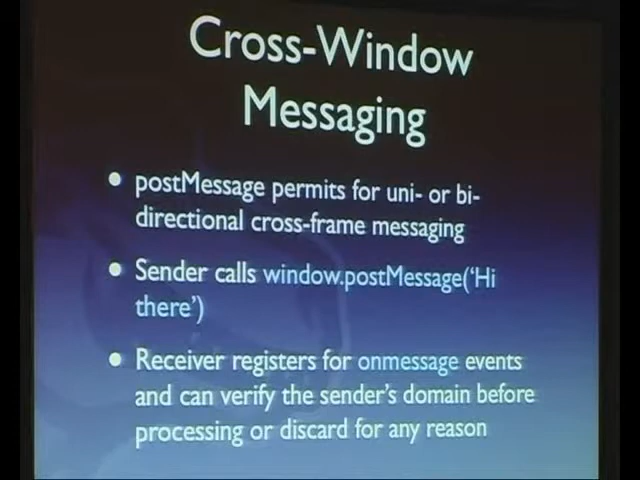 Cross-Window
Messaging
• postMessage permits for uni- or bi-
directional cross-frame messaging
• Sender calls window.postMessage(‘Hi
there’)
• Receiver registers for onmessage events
and can verify the sender’s domain before
processing or discard for any reason